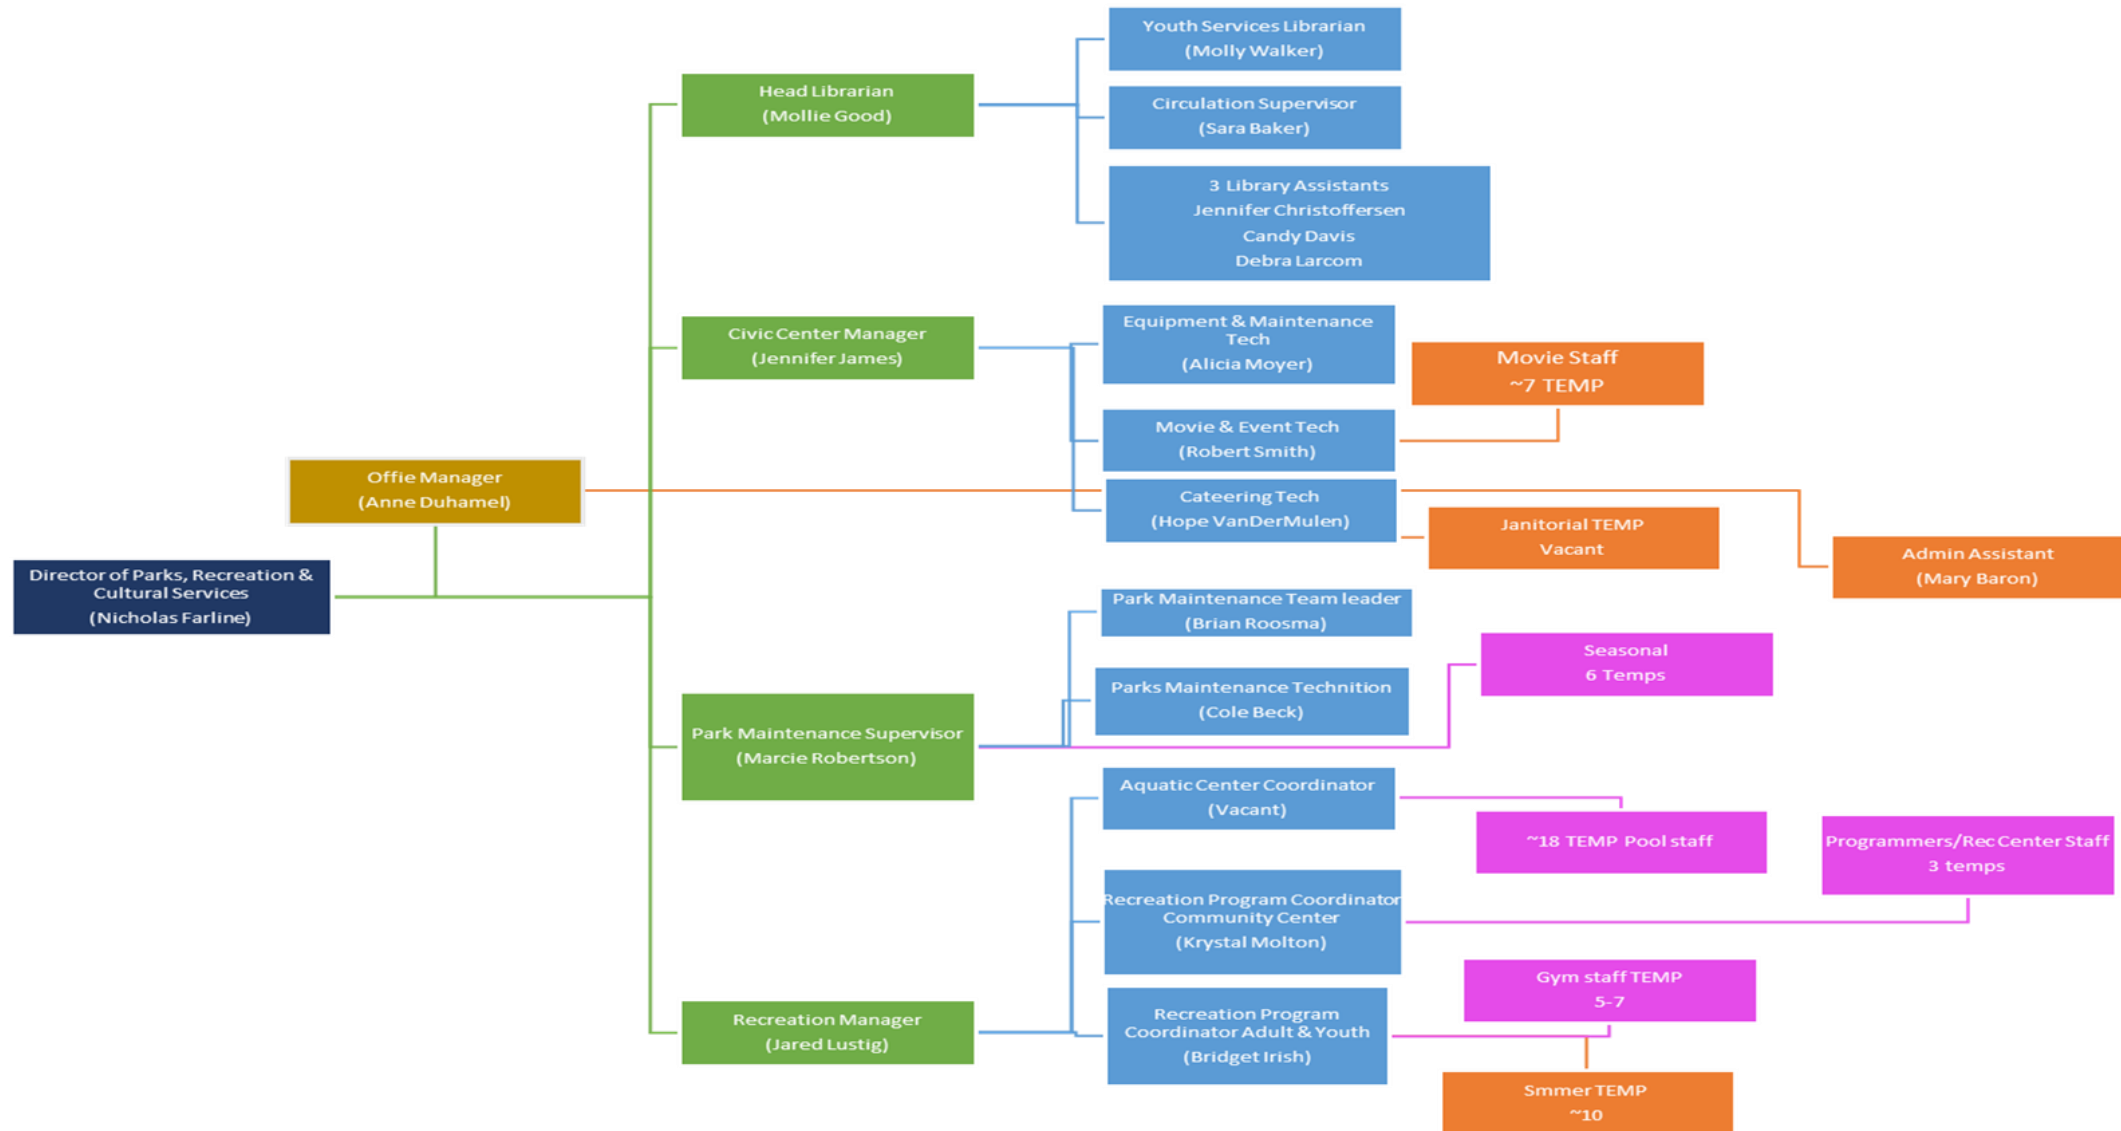 Youth Services Librarian
(Molly Walker)
Head Librarian
(Mollie Good)
Circulation Supervisor
(Sara Baker)
3 Library Assistants
Jennifer Christoffersen
Candy Davis
Debra Larcom
Civic Center Manager
(Jennifer James)
Equipment & Maintenance
Tech
(Alicia Moyer)
Movie Staff
~7 TEMP
Movie & Event Tech
(Robert Smith)
Offie Manager
(Anne Duhamel)
Cateering Tech
(Hope VanDerMulen)
Janitorial TEMP
Vacant
Admin Assistant
(Mary Baron)
Director of Parks, Recreation &
Cultural Services
(Nicholas Farline)
Park Maintenance Team leader
(Brian Roosma)
Seasonal
6 Temps
Parks Maintenance Technition
(Cole Beck)
Park Maintenance Supervisor
(Marcie Robertson)
Aquatic Center Coordinator
(Vacant)
~18 TEMP Pool staff
Programmers/Rec Center Staff
3 temps
Recreation Program Coordinator
Community Center
(Krystal Molton)
Gym staff TEMP
5-7
Recreation Manager
(Jared Lustig)
Recreation Program
Coordinator Adult & Youth
(Bridget Irish)
Smmer TEMP
~10